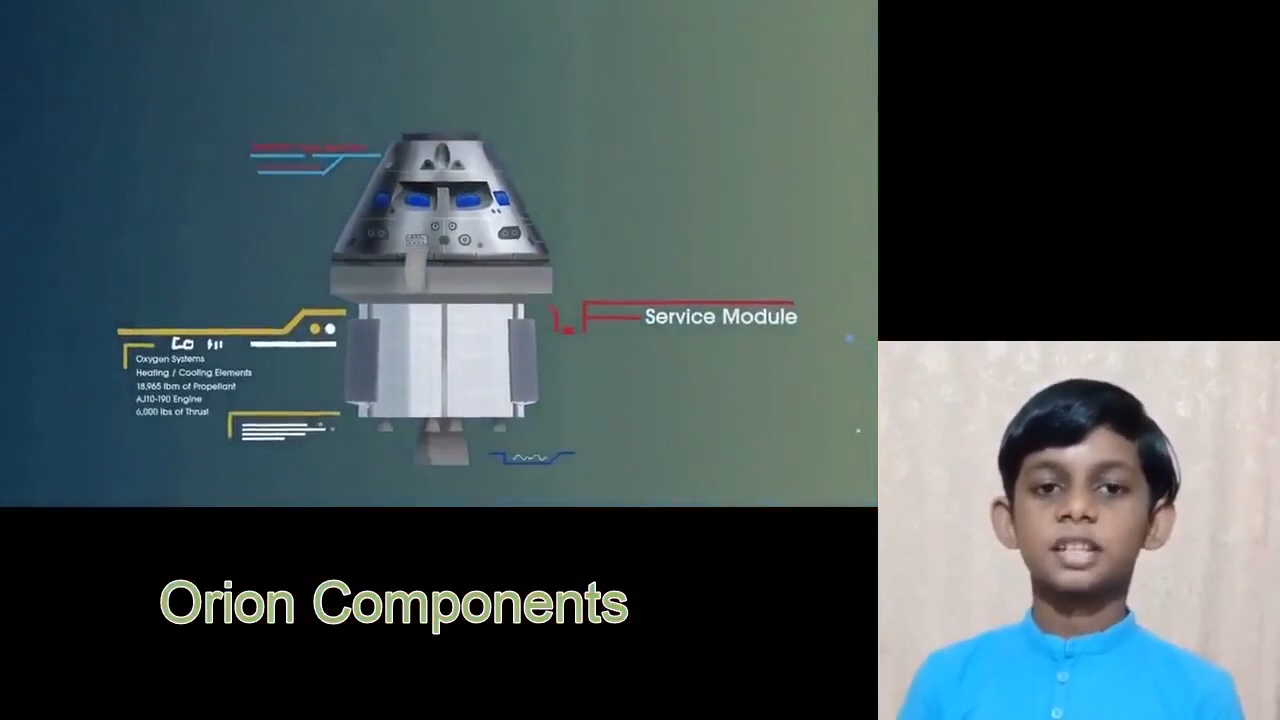 Service Module
Oxygen Systems
Heating / Cooling Elements
18,965 lbm of Propellant
AJ10-190 Engine
6,000 lbs of Thrust
Orion Components